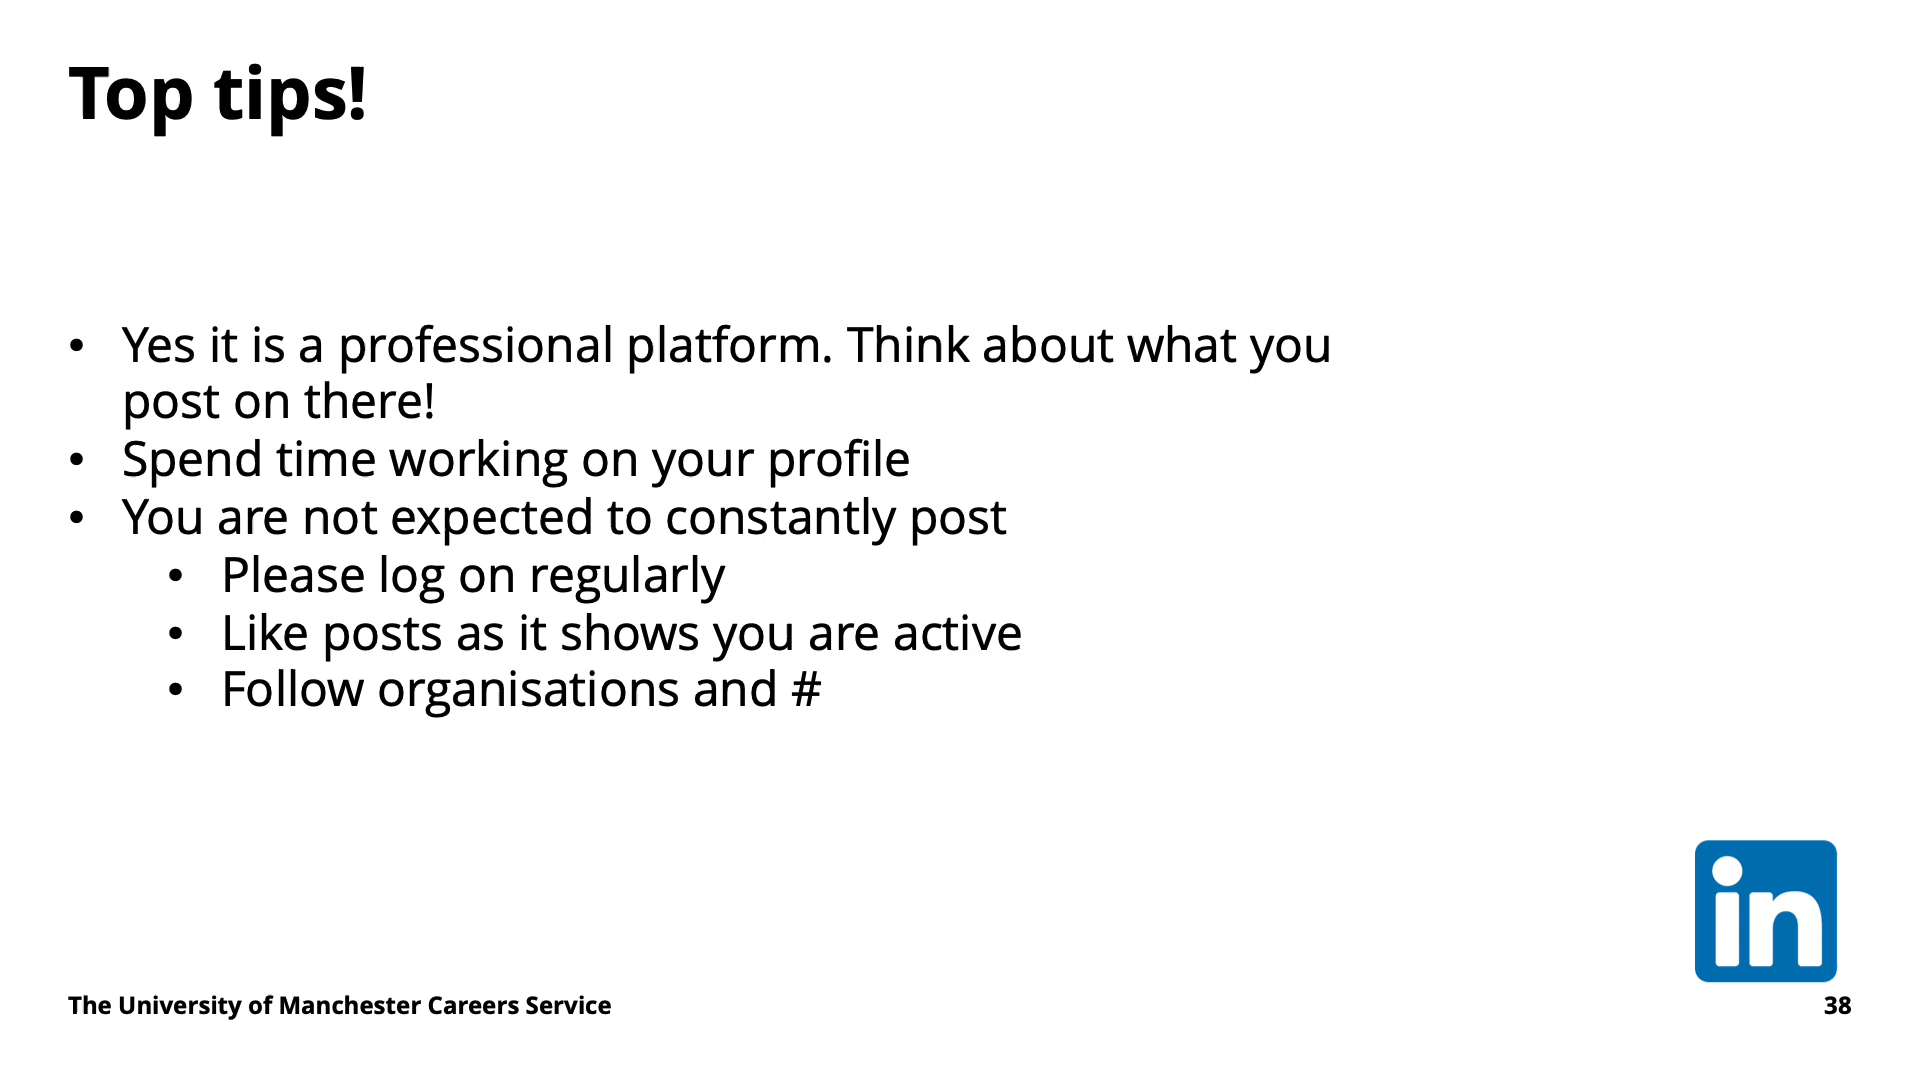 Top tips!
• Yes it is a professional platform. Think about what you
post on there!
• Spend time working on your profile
• You are not expected to constantly post
• Please log on regularly
• Like posts as it shows you are active
• Follow organisations and #
in
The University of Manchester Careers Service
38